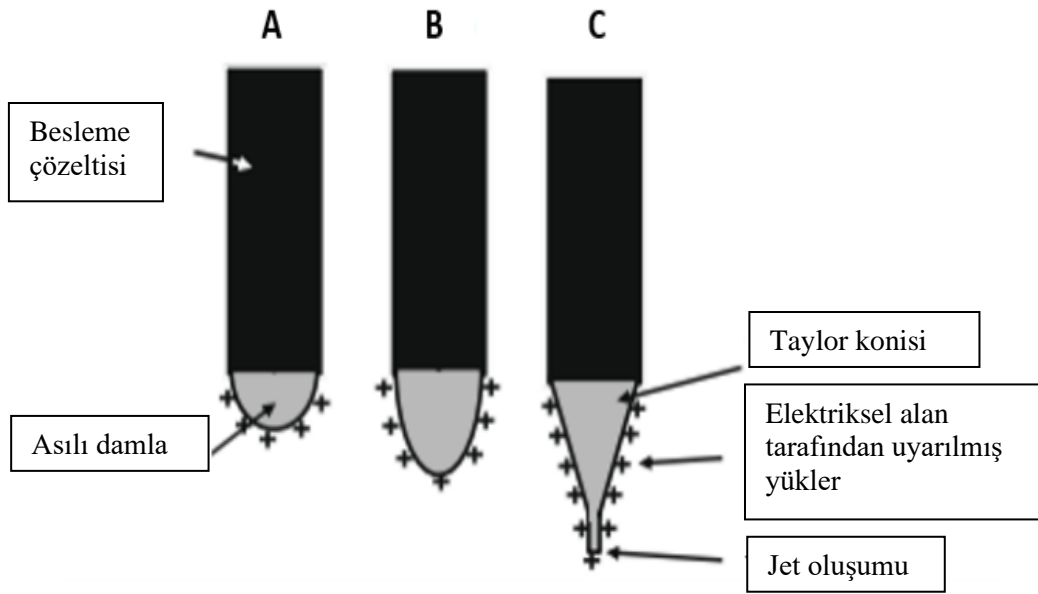 A
B
C
Besleme
çözeltisi
Asılı damla
Taylor konisi
Elektriksel alan
tarafından uyarılmış
yükler
Jet oluşumu